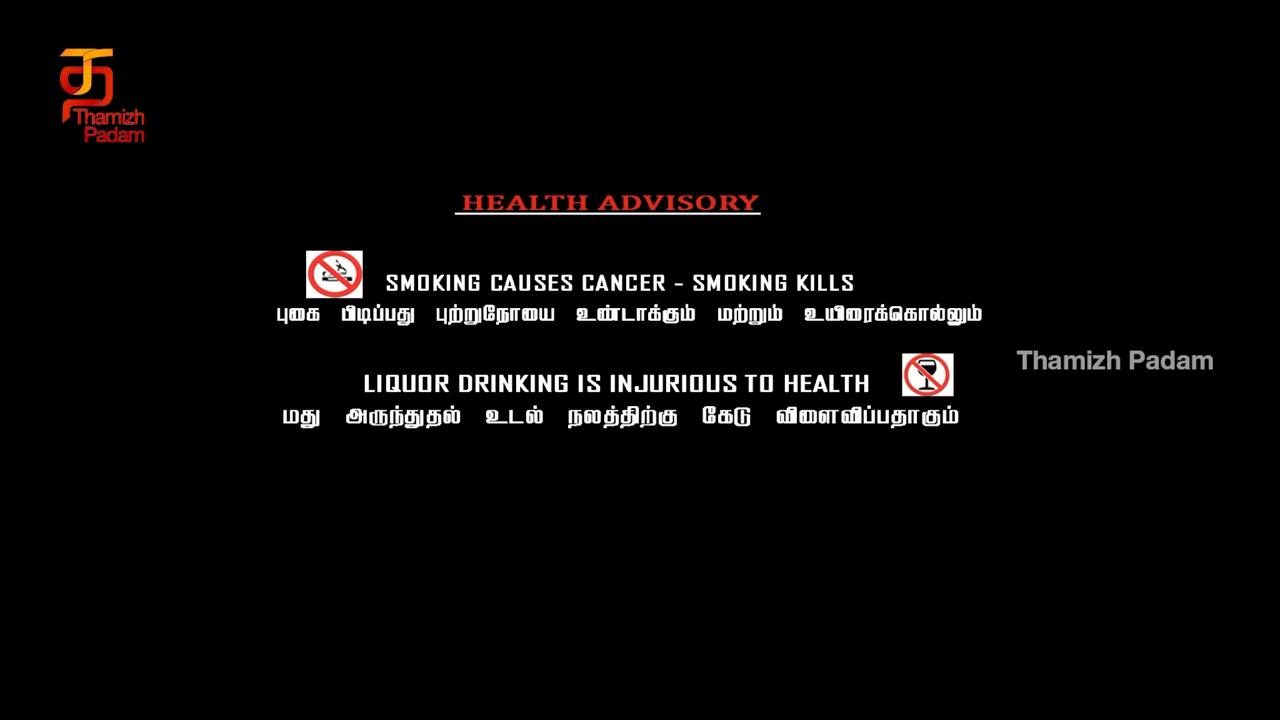 த
Thamizh
Padam
HEALTH ADVISORY
SMOKING CAUSES CANCER - SMOKING KILLS
புகை பிடிப்பது புற்றுநோயை உண்டாக்கும் மற்றும் உயிரைக்கொல்லும்
Thamizh Padam
LIQUOR DRINKING IS INJURIOUS TO HEALTH
மது அருந்துதல் உடல் நலத்திற்கு கேடு விளைவிப்பதாகும்